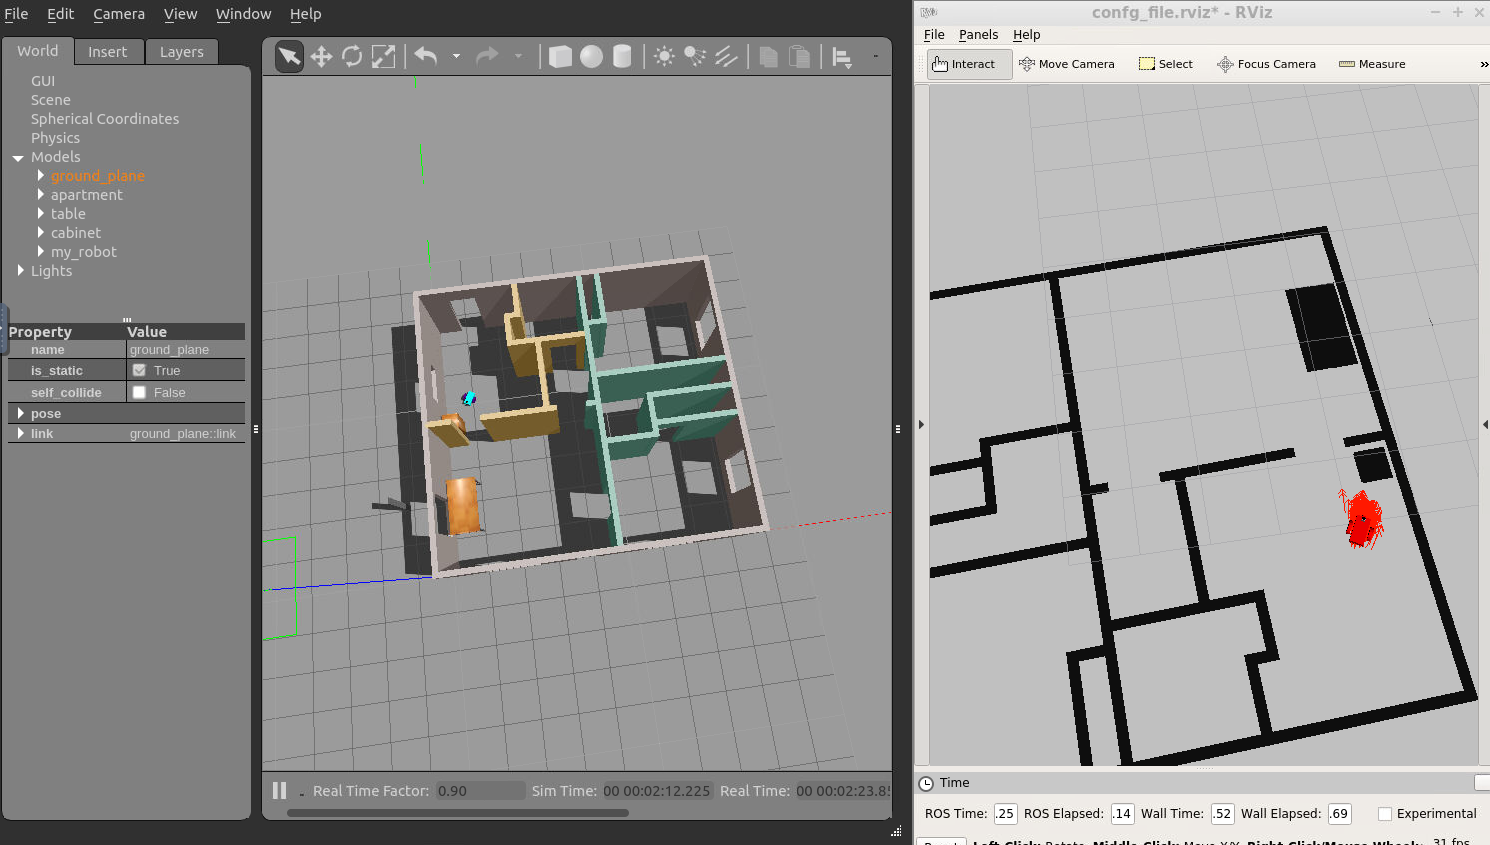 File Edit Camera View Window Help
World Insert Layers
GUI
Scene
Spherical Coordinates
Physics
Models
ground_plane
apartment
table
cabinet
my_robot
Lights
Property Value
name ground_plane
is_static True
self_collide False
pose
link ground_plane::link
Real Time Factor: 0.90 Sim Time: 00 00:02:12.225 Real Time: 00 00:02:23.85
confg_file.rviz* - RViz
File Panels Help
Interact Move Camera Select Focus Camera Measure »
Time
ROS Time: .25 ROS Elapsed: .14 Wall Time: .52 Wall Elapsed: .69 Experimental
Left-Click: Rotate. Middle-Click: Move X/Y. Right-Click/Mouse Wheel: 31 fps